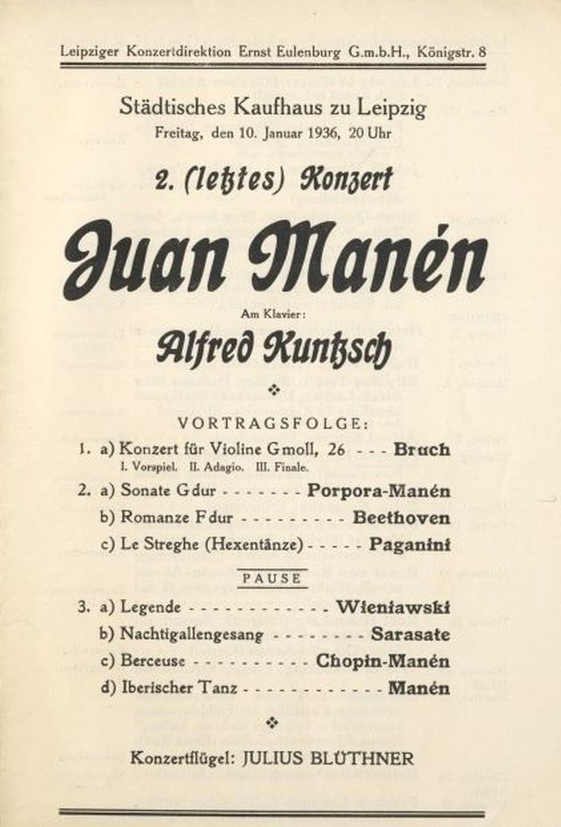 Leipziger Konzertdirektion Ernst Eulenburg G.m.b.H., Königstr. 8
Städtisches Kaufhaus zu Leipzig
Freitag, den 10. Januar 1936, 20 Uhr
2. (letztes) Konzert
Juan Manén
Am Klavier:
Alfred Kuntzsch
VORTRAGSFOLGE:
1. a) Konzert für Violine G moll, 26 - - - Bruch
I. Vorspiel. II. Adagio. III. Finale.
2. a) Sonate G dur - - - - - - - Porpora-Manén
b) Romanze F dur - - - - - - - - - Beethoven
c) Le Streghe (Hexentänze) - - - - - Paganini
PAUSE
3. a) Legende - - - - - - - - - - - - Wieniawski
b) Nachtigallengesang - - - - - - - - Sarasate
c) Berceuse - - - - - - - - - - Chopin-Manén
d) Iberischer Tanz - - - - - - - - - - - - Manén
Konzertflügel: JULIUS BLÜTHNER